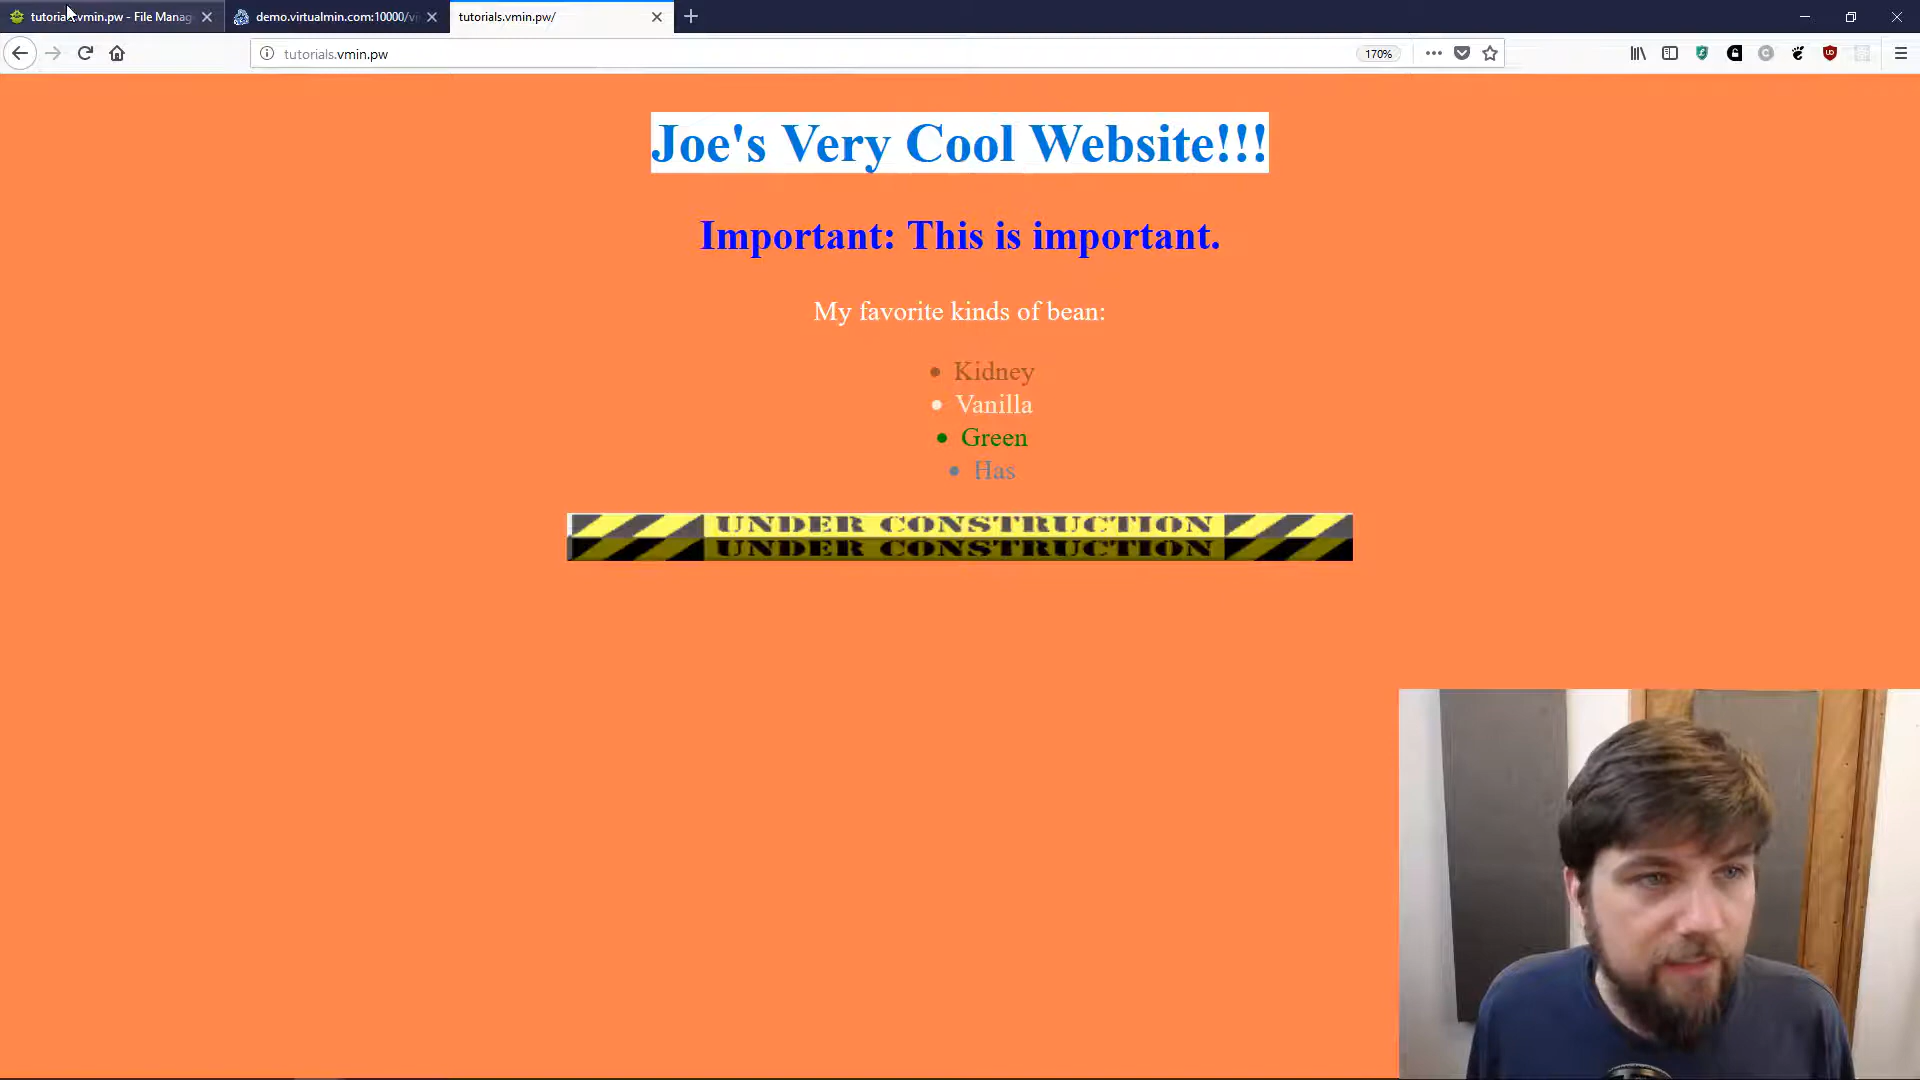 tutorials.vmin.pw - File Manag
demo.virtualmin.com:10000/vi
tutorials.vmin.pw/
tutorials.vmin.pw
170%
Joe's Very Cool Website!!!
Important: This is important.
My favorite kinds of bean:
Kidney
Vanilla
Green
Has
UNDER CONSTRUCTION
UNDER CONSTRUCTION